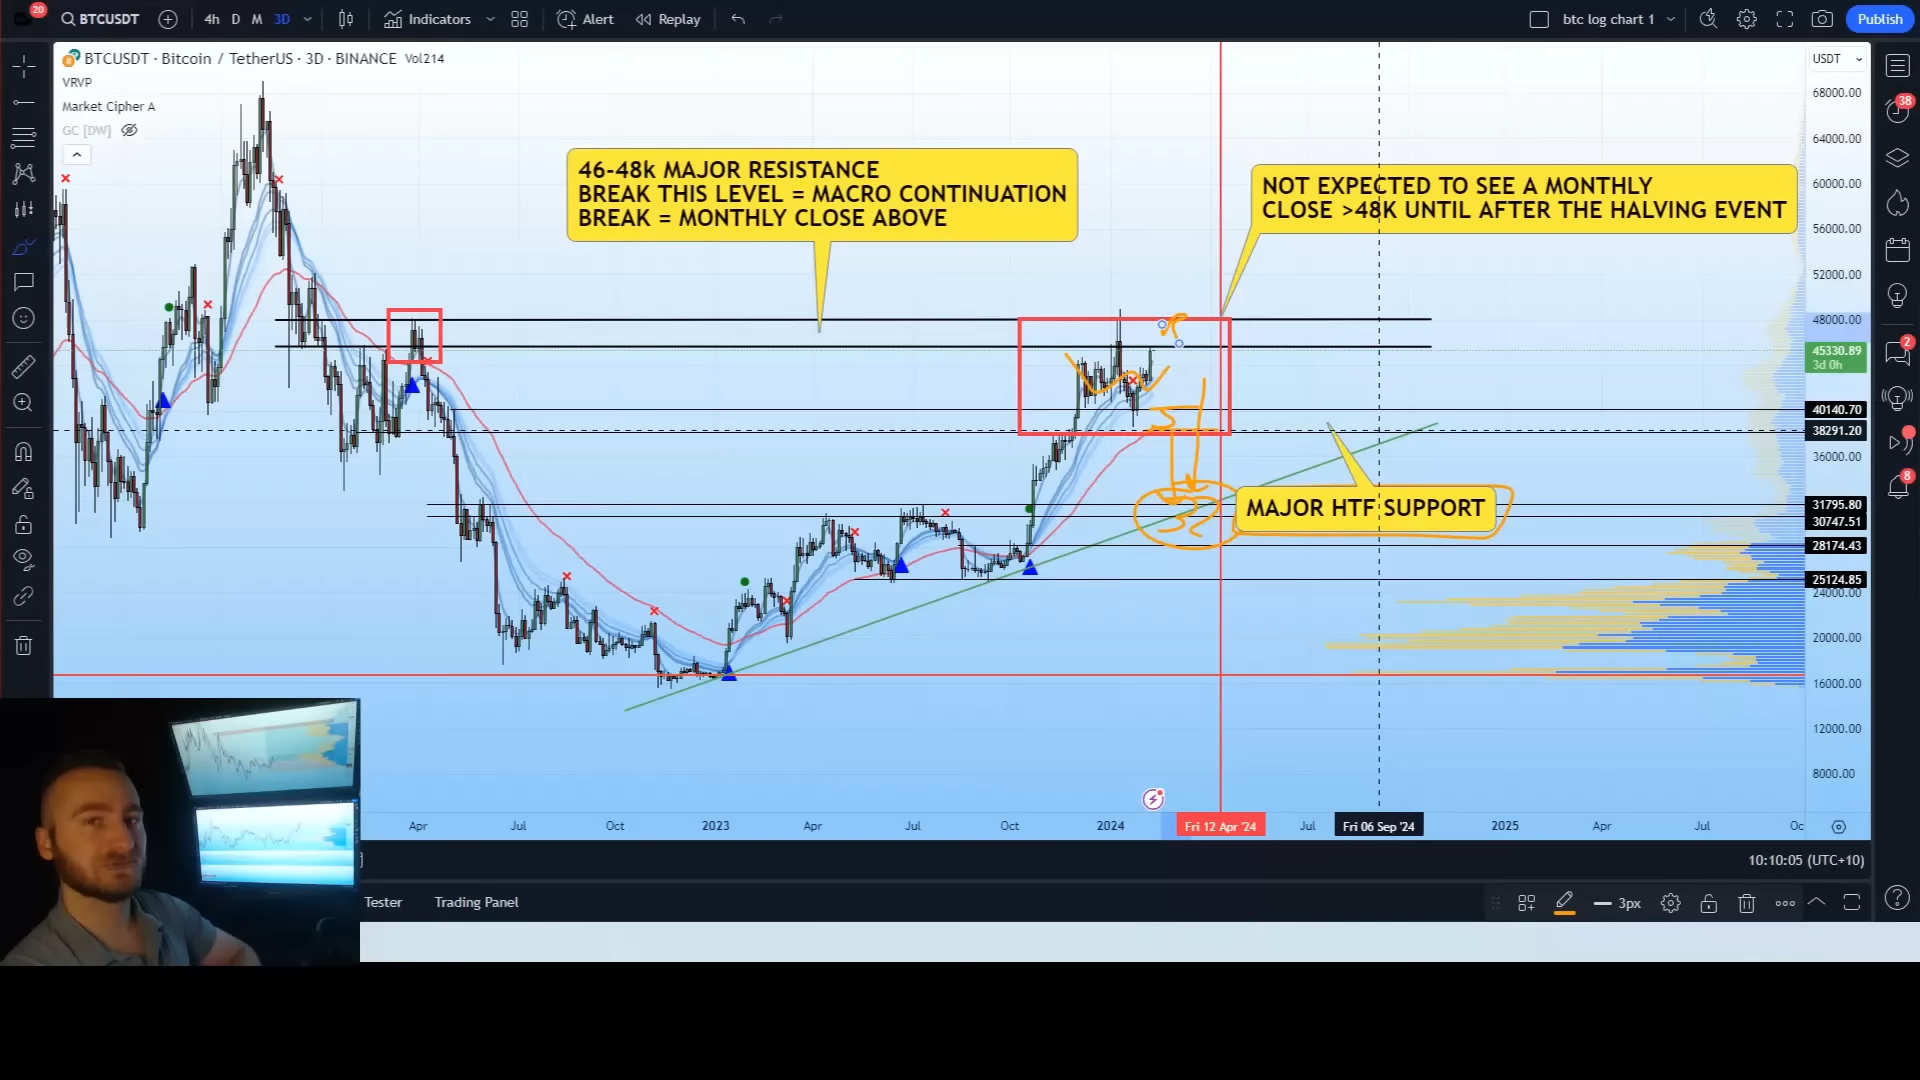 20
BTCUSDT
4h D M 3D
Indicators
Alert
Replay
btc log chart 1
Publish
BTCUSDT · Bitcoin / TetherUS · 3D · BINANCE Vol214
USDT
VRVP
Market Cipher A
GC [DW]
68000.00
38
64000.00
46-48k MAJOR RESISTANCE
BREAK THIS LEVEL = MACRO CONTINUATION
BREAK = MONTHLY CLOSE ABOVE
NOT EXPECTED TO SEE A MONTHLY
CLOSE >48K UNTIL AFTER THE HALVING EVENT
60000.00
56000.00
52000.00
48000.00
2
45330.89
3d 0h
40140.70
38291.20
36000.00
8
MAJOR HTF SUPPORT
32
31795.80
30747.51
28174.43
25124.85
24000.00
20000.00
16000.00
12000.00
8000.00
Apr Jul Oct 2023 Apr Jul Oct 2024 Fri 12 Apr '24 Jul Fri 06 Sep '24 2025 Apr Jul Oc
10:10:05 (UTC+10)
Tester Trading Panel
3px